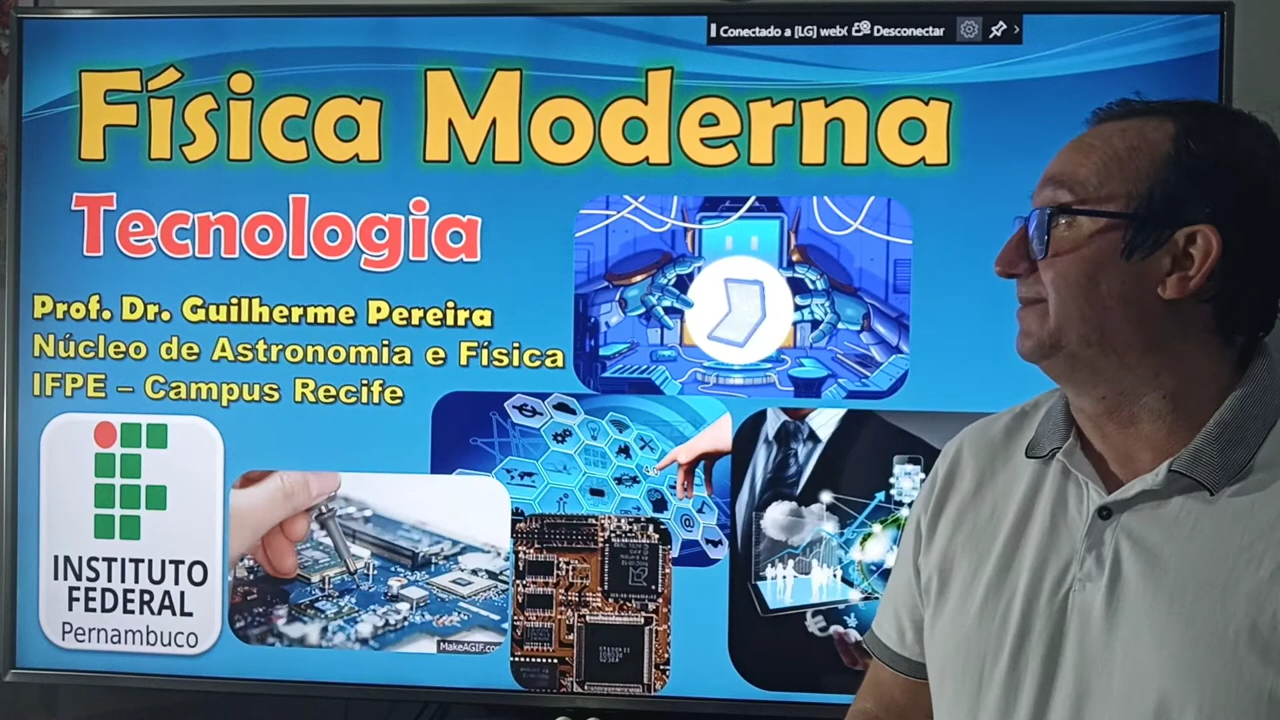 Conectado a [LG] web( Desconectar
Física Moderna
Tecnologia
Prof. Dr. Guilherme Pereira
Núcleo de Astronomia e Física
IFPE – Campus Recife
INSTITUTO
FEDERAL
Pernambuco
MakeAGIF.co